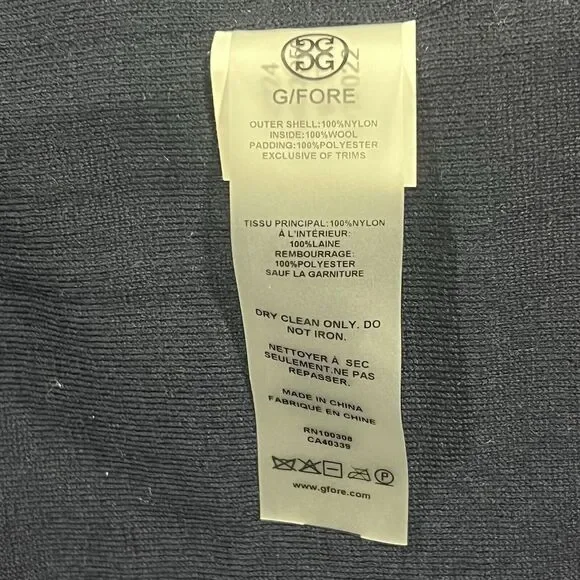 G/FORE
OUTER SHELL:100%NYLON
INSIDE:100%WOOL
PADDING:100%POLYESTER
EXCLUSIVE OF TRIMS
TISSU PRINCIPAL:100%NYLON
À L'INTÉRIEUR:
100%LAINE
REMBOURRAGE:
100%POLYESTER
SAUF LA GARNITURE
DRY CLEAN ONLY. DO
NOT IRON.
NETTOYER À SEC
SEULEMENT.NE PAS
REPASSER.
MADE IN CHINA
FABRIQUÉ EN CHINE
RN100308
CA40339
P
www.gfore.com